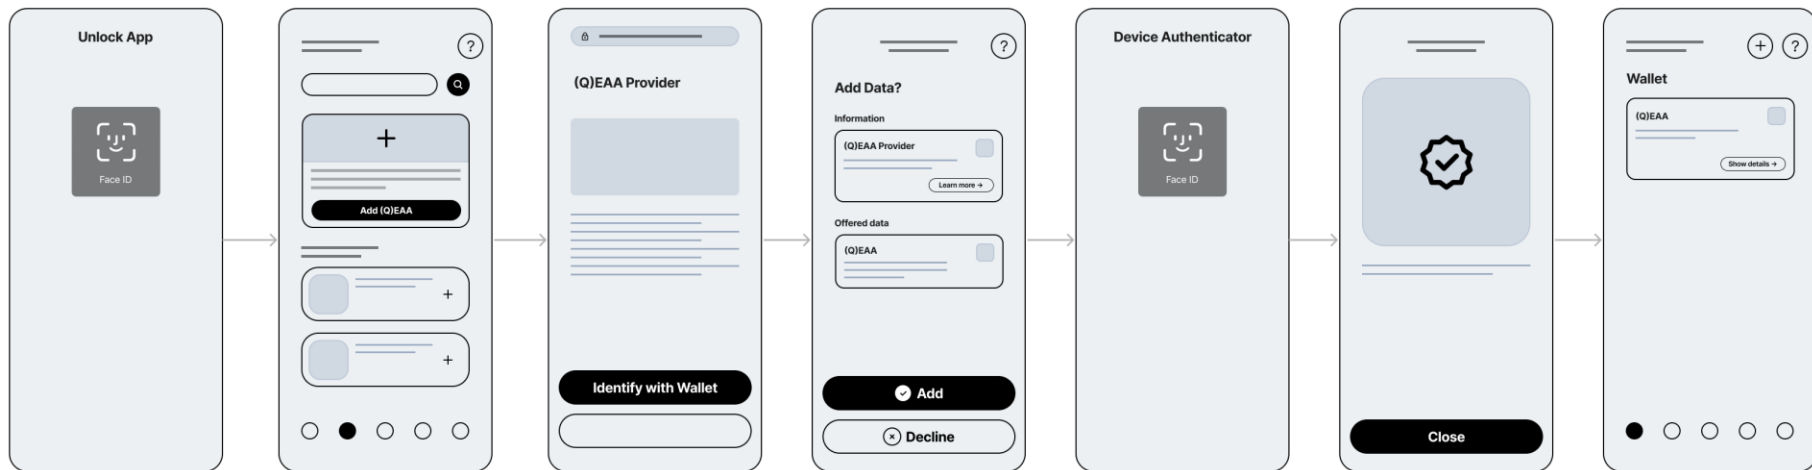 Unlock App
Face ID
?
Add (Q)EAA
(Q)EAA Provider
Identify with Wallet
?
Add Data?
Information
(Q)EAA Provider
Learn more →
Offered data
(Q)EAA
Add
Decline
Device Authenticator
Face ID
Close
?
Wallet
(Q)EAA
Show details →